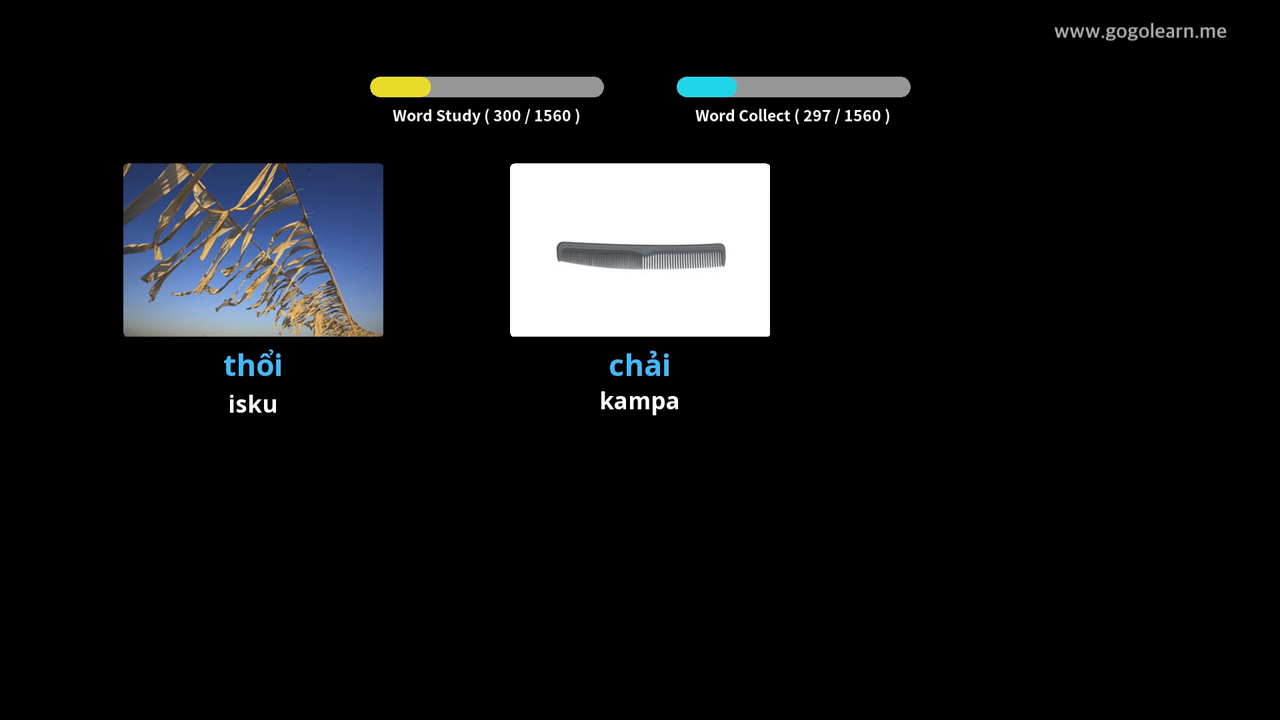 www.gogolearn.me
Word Study ( 300 / 1560 )
Word Collect ( 297 / 1560 )
thổi
isku
chải
kampa